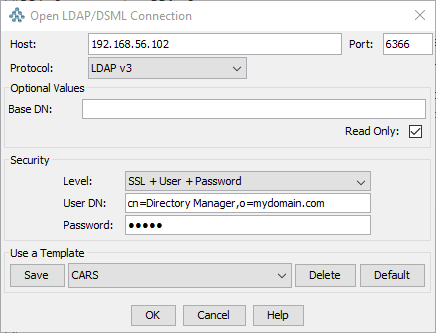 Open LDAP/DSML Connection
Host: 192.168.56.102 Port: 6366
Protocol: LDAP v3
Optional Values
Base DN:
Read Only:
Security
Level: SSL + User + Password
User DN: cn=Directory Manager,o=mydomain.com
Password: •••••
Use a Template
Save CARS Delete Default
OK Cancel Help